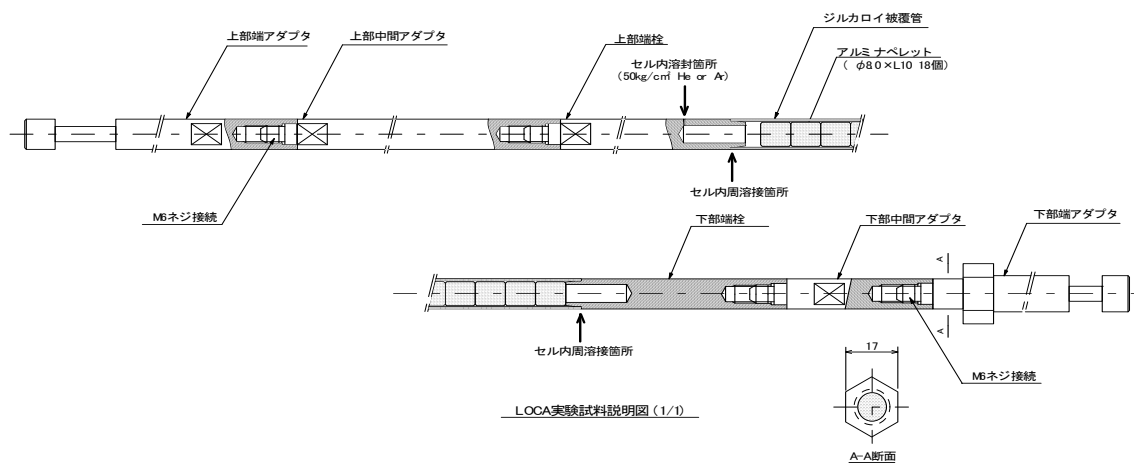 ジルカロイ被覆管
上部端アダプタ
上部中間アダプタ
上部端栓
アルミナペレット
( φ8.0×L10 18個)
セル内溶封箇所
(50kg/c㎡ He or Ar)
セル内周溶接箇所
M6ネジ接続
下部端栓
下部中間アダプタ
下部端アダプタ
A
A
セル内周溶接箇所
17
M6ネジ接続
LOCA実験試料説明図 (1/1)
A-A断面